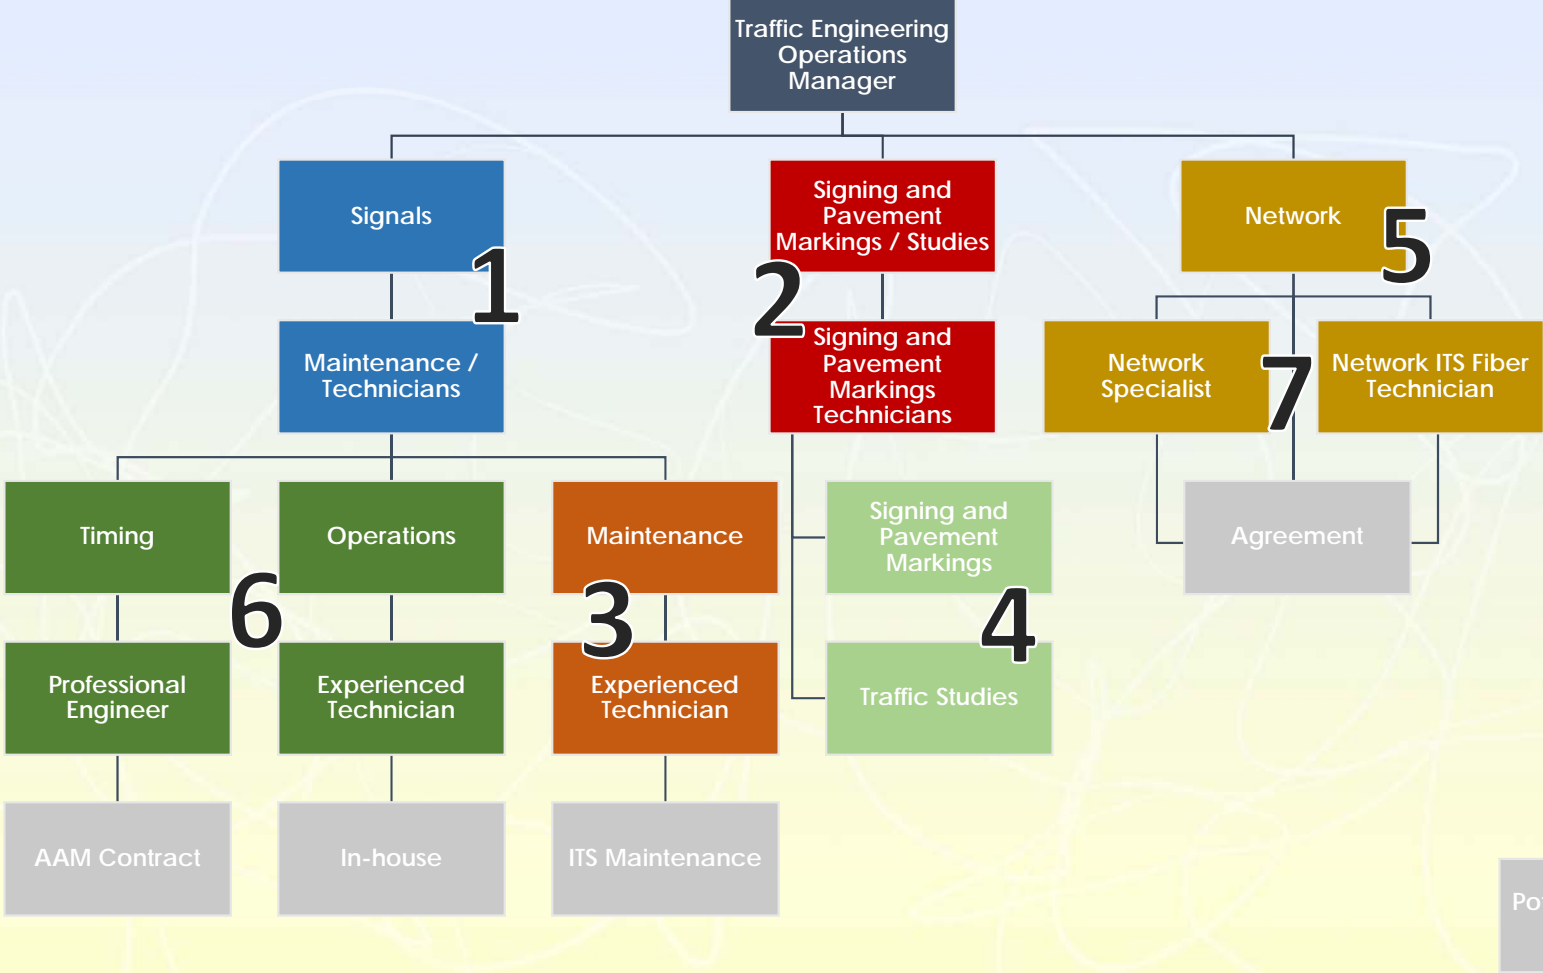 Traffic Engineering
Operations
Manager
Signals
Signing and
Pavement
Markings / Studies
Network
1
2
5
Maintenance /
Technicians
Signing and
Pavement
Markings
Technicians
Network
Specialist
7
Network ITS Fiber
Technician
Timing
Operations
Maintenance
Signing and
Pavement
Markings
Agreement
6
3
4
Professional
Engineer
Experienced
Technician
Experienced
Technician
Traffic Studies
AAM Contract
In-house
ITS Maintenance